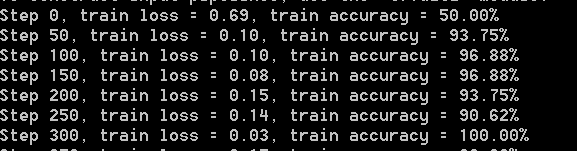 Step 0, train loss = 0.69, train accuracy = 50.00%
Step 50, train loss = 0.10, train accuracy = 93.75%
Step 100, train loss = 0.10, train accuracy = 96.88%
Step 150, train loss = 0.08, train accuracy = 96.88%
Step 200, train loss = 0.15, train accuracy = 93.75%
Step 250, train loss = 0.14, train accuracy = 90.62%
Step 300, train loss = 0.03, train accuracy = 100.00%